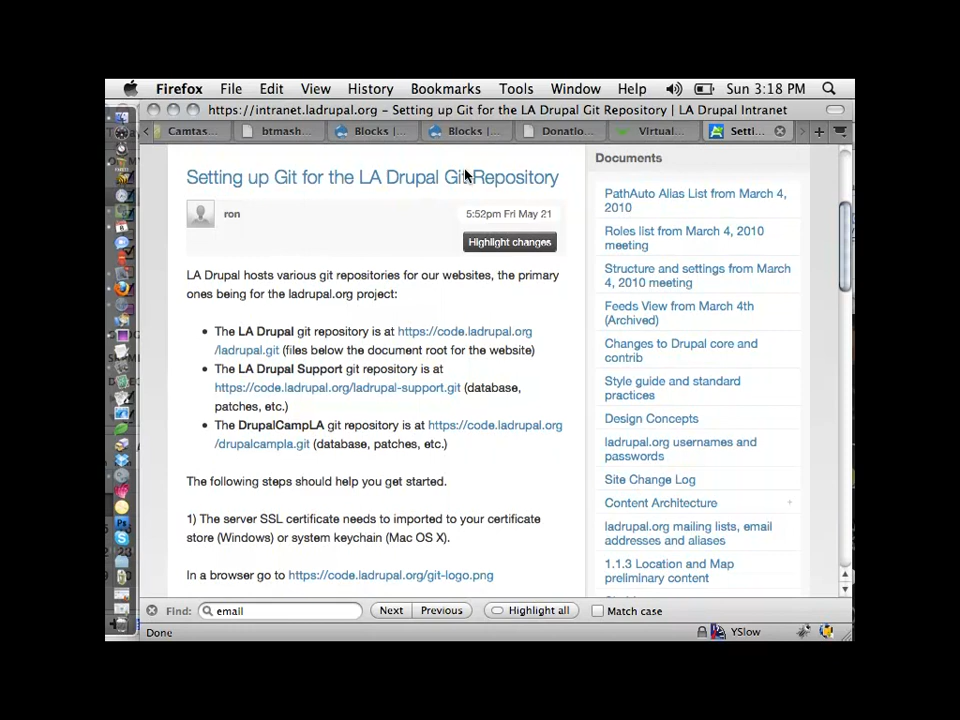 Firefox File Edit View History Bookmarks Tools Window Help Sun 3:18 PM
https://intranet.ladrupal.org – Setting up Git for the LA Drupal Git Repository | LA Drupal Intranet
Camtas... btmash... Blocks |... Blocks |... Donatio... Virtual... Setti...
Setting up Git for the LA Drupal Git Repository
ron
5:52pm Fri May 21
Highlight changes
LA Drupal hosts various git repositories for our websites, the primary
ones being for the ladrupal.org project:
The LA Drupal git repository is at https://code.ladrupal.org
/ladrupal.git (files below the document root for the website)
The LA Drupal Support git repository is at
https://code.ladrupal.org/ladrupal-support.git (database,
patches, etc.)
The DrupalCampLA git repository is at https://code.ladrupal.org
/drupalcampla.git (database, patches, etc.)
The following steps should help you get started.
1) The server SSL certificate needs to imported to your certificate
store (Windows) or system keychain (Mac OS X).
In a browser go to https://code.ladrupal.org/git-logo.png
Documents
PathAuto Alias List from March 4,
2010
Roles list from March 4, 2010
meeting
Structure and settings from March
4, 2010 meeting
Feeds View from March 4th
(Archived)
Changes to Drupal core and
contrib
Style guide and standard
practices
Design Concepts
ladrupal.org usernames and
passwords
Site Change Log
Content Architecture
ladrupal.org mailing lists, email
addresses and aliases
1.1.3 Location and Map
preliminary content
Find: email Next Previous Highlight all Match case
Done YSlow